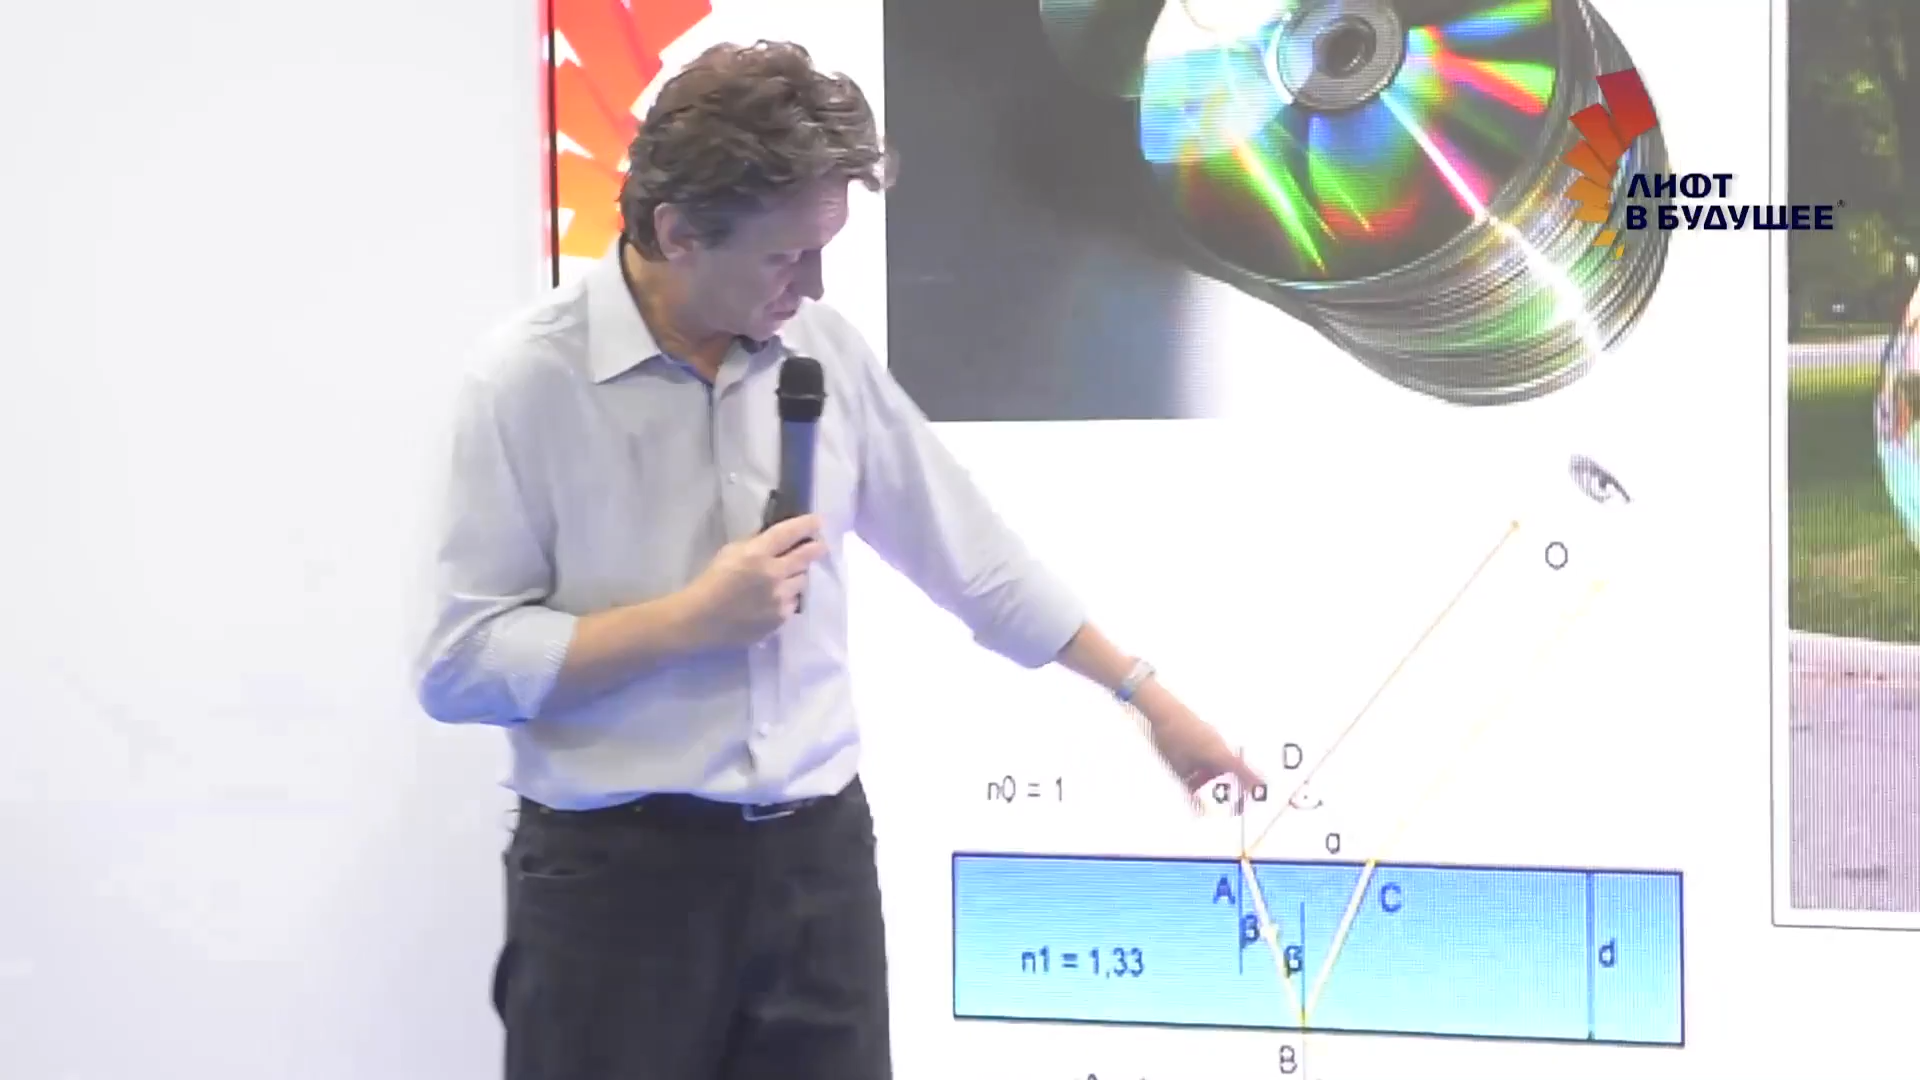 ЛИФТ
В БУДУЩЕЕ®
O
D
n0 = 1
α α
a
A
C
β
β
n1 = 1,33
d
B